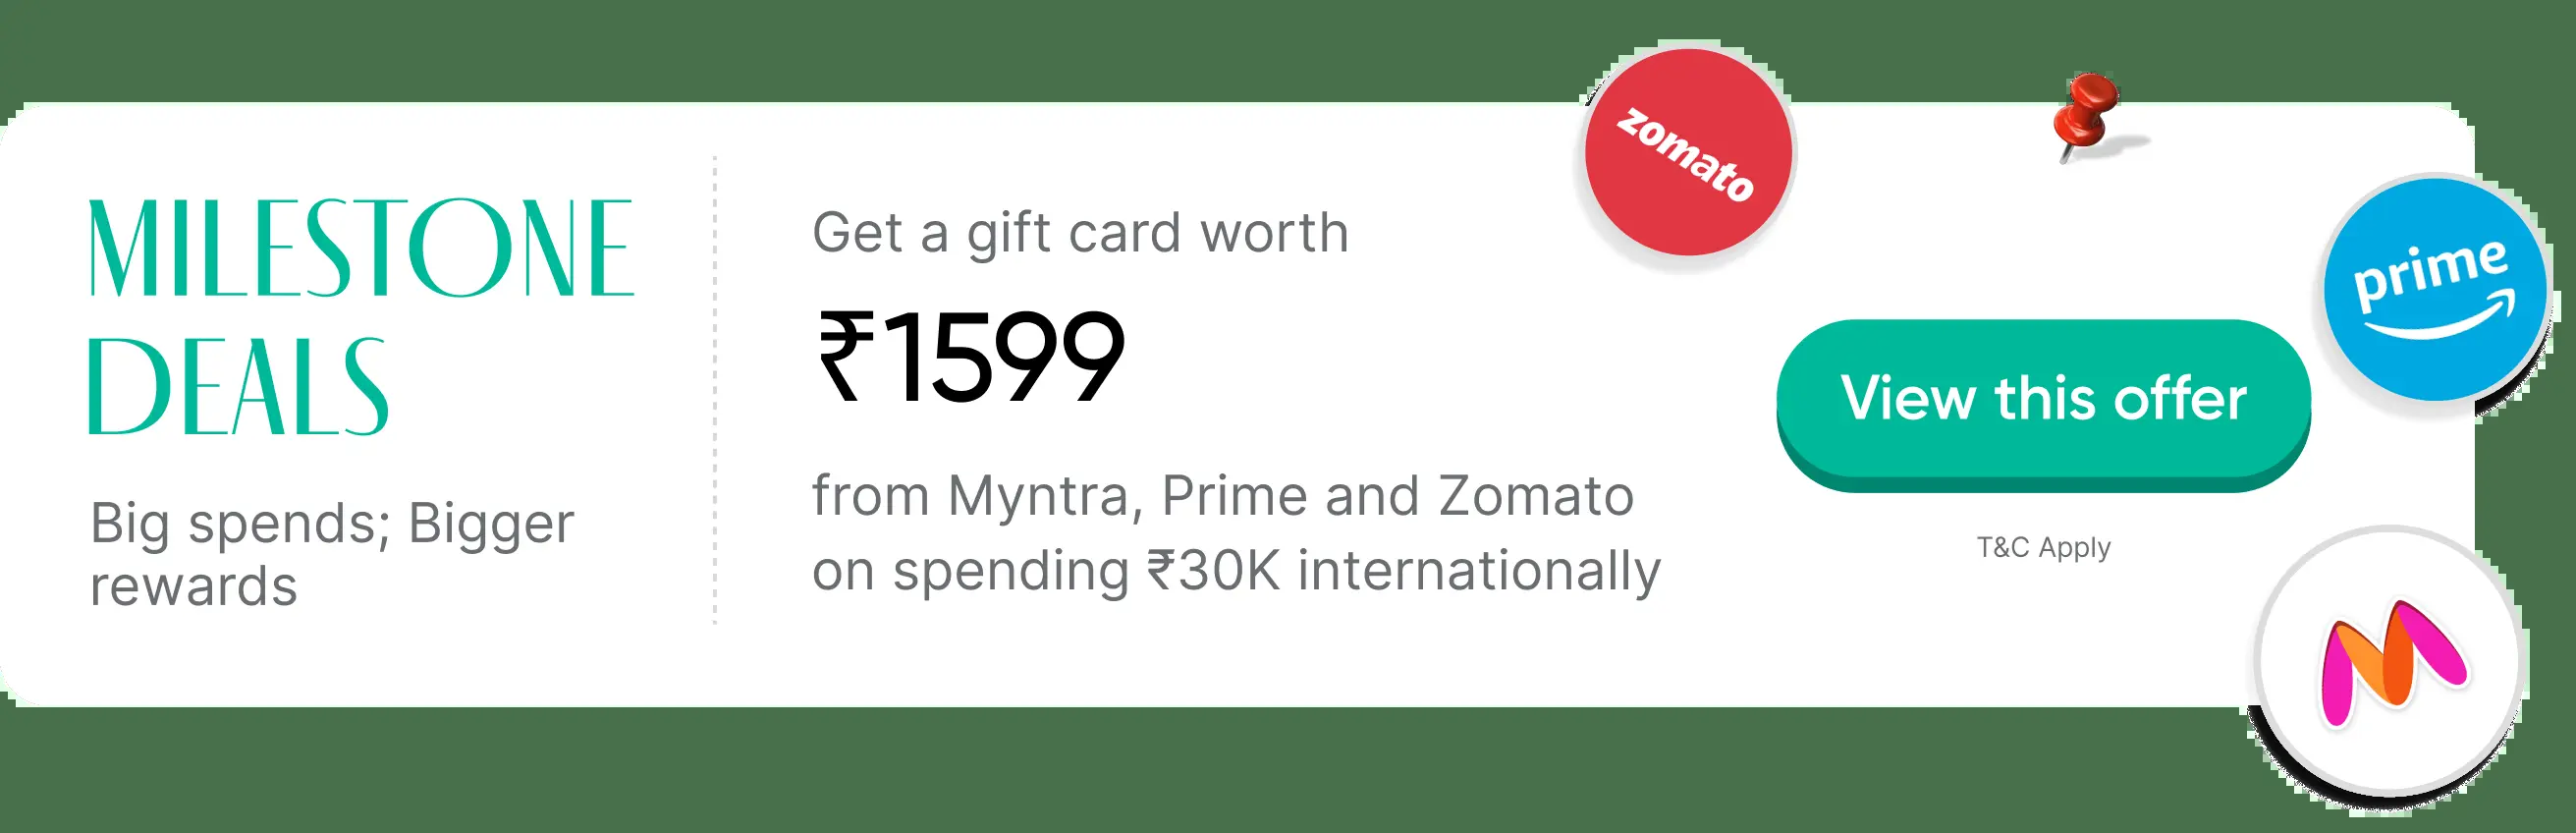 MILESTONE
DEALS
Big spends; Bigger
rewards
Get a gift card worth
₹1599
from Myntra, Prime and Zomato
on spending ₹30K internationally
zomato
prime
View this offer
T&C Apply